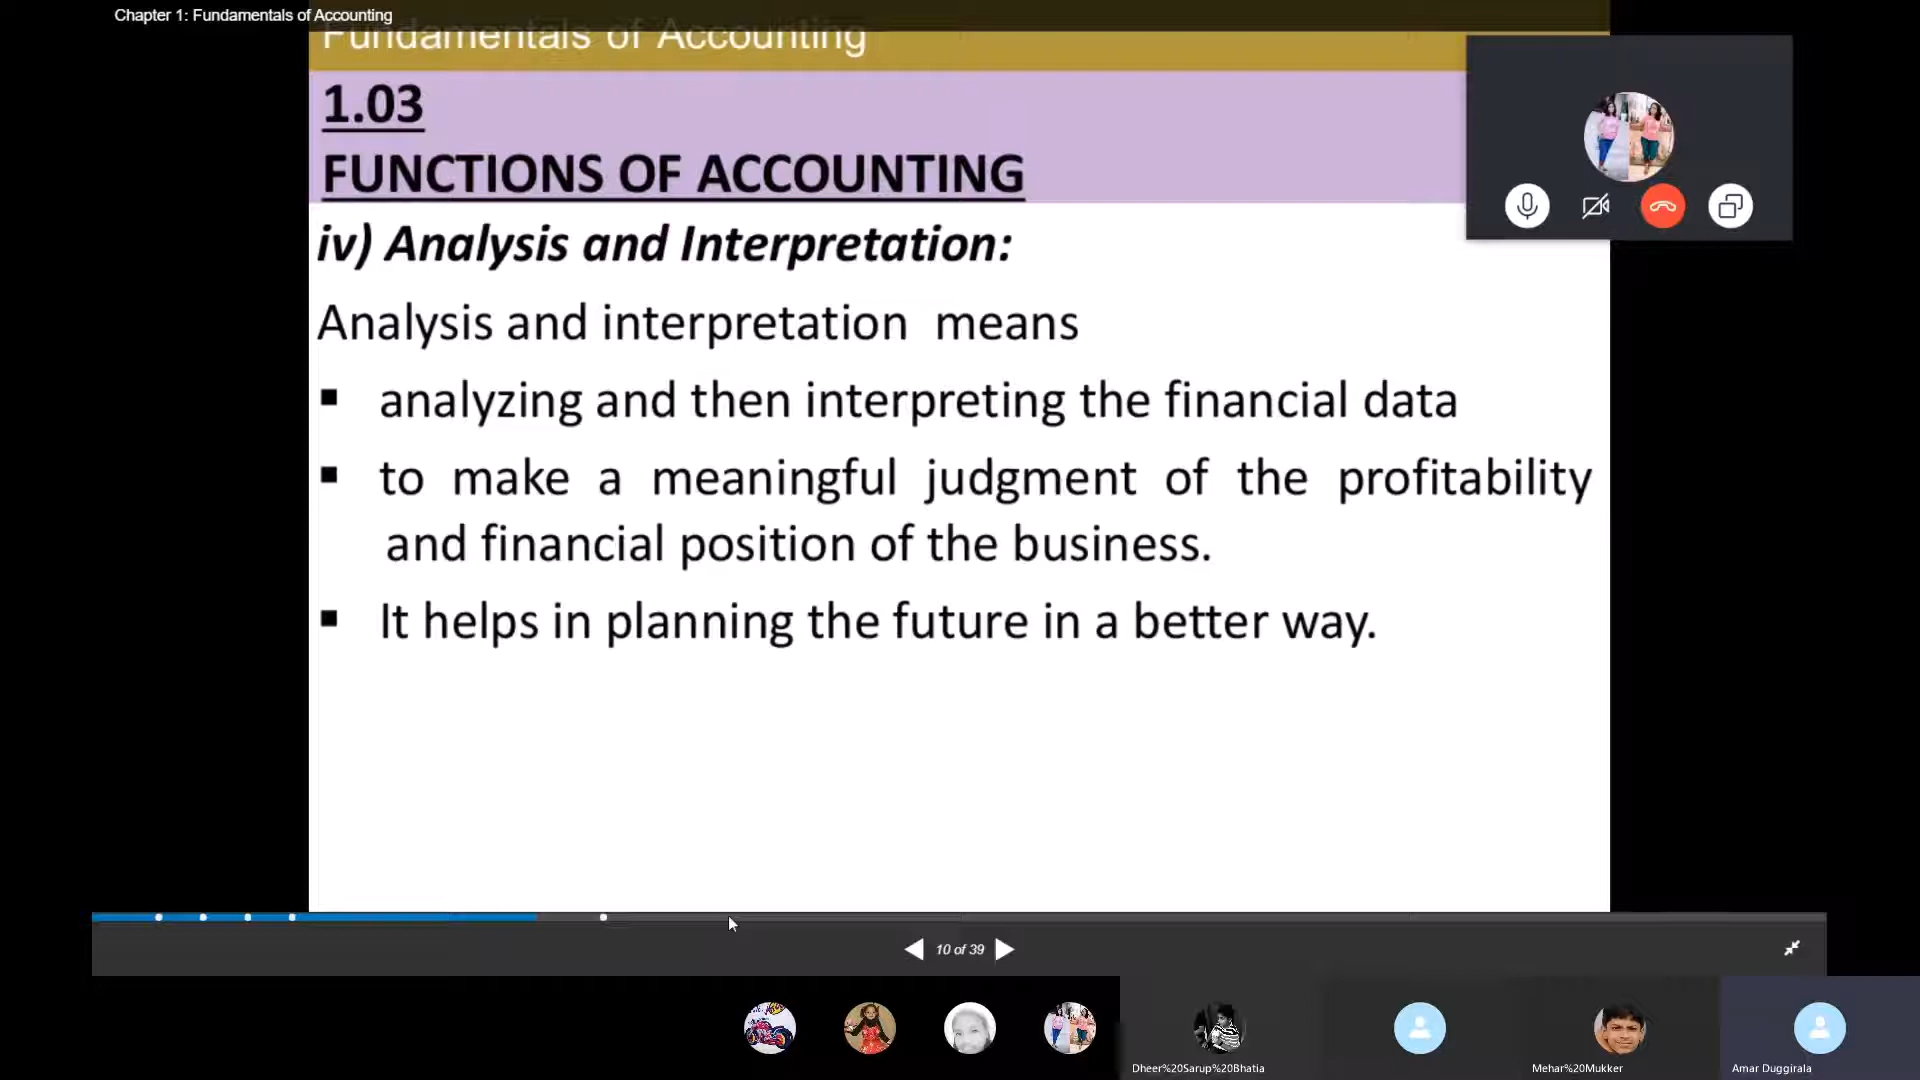 Chapter 1: Fundamentals of Accounting
Fundamentals of Accounting
1.03
FUNCTIONS OF ACCOUNTING
iv) Analysis and Interpretation:
Analysis and interpretation means
▪ analyzing and then interpreting the financial data
▪ to make a meaningful judgment of the profitability
and financial position of the business.
▪ It helps in planning the future in a better way.
10 of 39
Dheer%20Sarup%20Bhatia
Mehar%20Mukker
Amar Duggirala